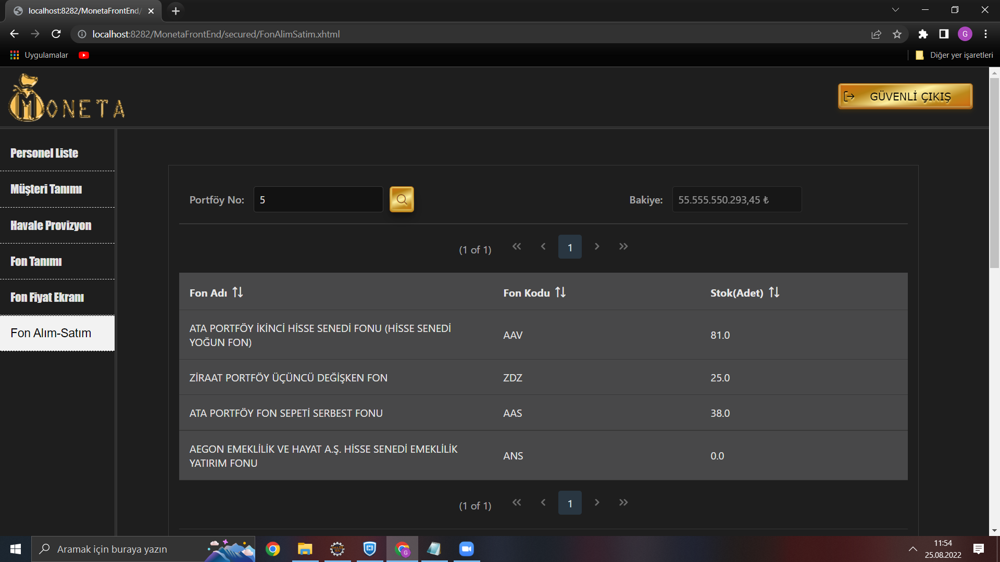 localhost:8282/MonetaFrontEnd/
localhost:8282/MonetaFrontEnd/secured/FonAlimSatim.xhtml
G
Uygulamalar
Diğer yer işaretleri
MONETA
GÜVENLİ ÇIKIŞ
Personel Liste
Müşteri Tanımı
Havale Provizyon
Fon Tanımı
Fon Fiyat Ekranı
Fon Alım-Satım
Portföy No: 5
Bakiye: 55.555.550.293,45 ₺
(1 of 1) 1
Fon Adı Fon Kodu Stok(Adet)
ATA PORTFÖY İKİNCİ HİSSE SENEDİ FONU (HİSSE SENEDİ
YOĞUN FON) AAV 81.0
ZİRAAT PORTFÖY ÜÇÜNCÜ DEĞİŞKEN FON ZDZ 25.0
ATA PORTFÖY FON SEPETİ SERBEST FONU AAS 38.0
AEGON EMEKLİLİK VE HAYAT A.Ş. HİSSE SENEDİ EMEKLİLİK
YATIRIM FONU ANS 0.0
(1 of 1) 1
Aramak için buraya yazın
G
11:54
25.08.2022